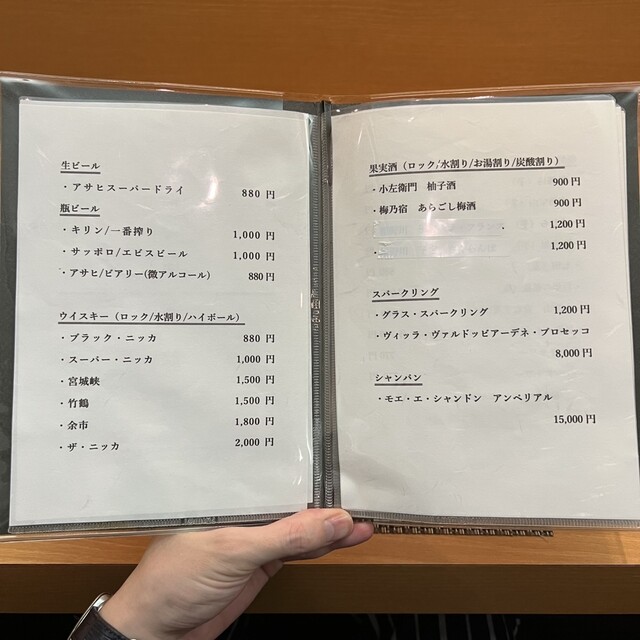 生ビール
・アサヒスーパードライ 880 円
瓶ビール
・キリン/一番搾り 1,000 円
・サッポロ/エビスビール 1,000 円
・アサヒ/ビアリー(微アルコール) 880円
ウイスキー（ロック/水割り/ハイボール）
・ブラック・ニッカ 880 円
・スーパー・ニッカ 1,000 円
・宮城峡 1,500 円
・竹鶴 1,500 円
・余市 1,800 円
・ザ・ニッカ 2,000 円
果実酒（ロック/水割り/お湯割り/炭酸割り）
・小左衛門 柚子酒 900 円
・梅乃宿 あらごし梅酒 900 円
・ 1,200 円
・ 1,200 円
スパークリング
・グラス・スパークリング 1,200 円
・ヴィッラ・ヴァルドッビアーデネ・プロセッコ
8,000 円
シャンパン
・モエ・エ・シャンドン アンペリアル
15,000 円